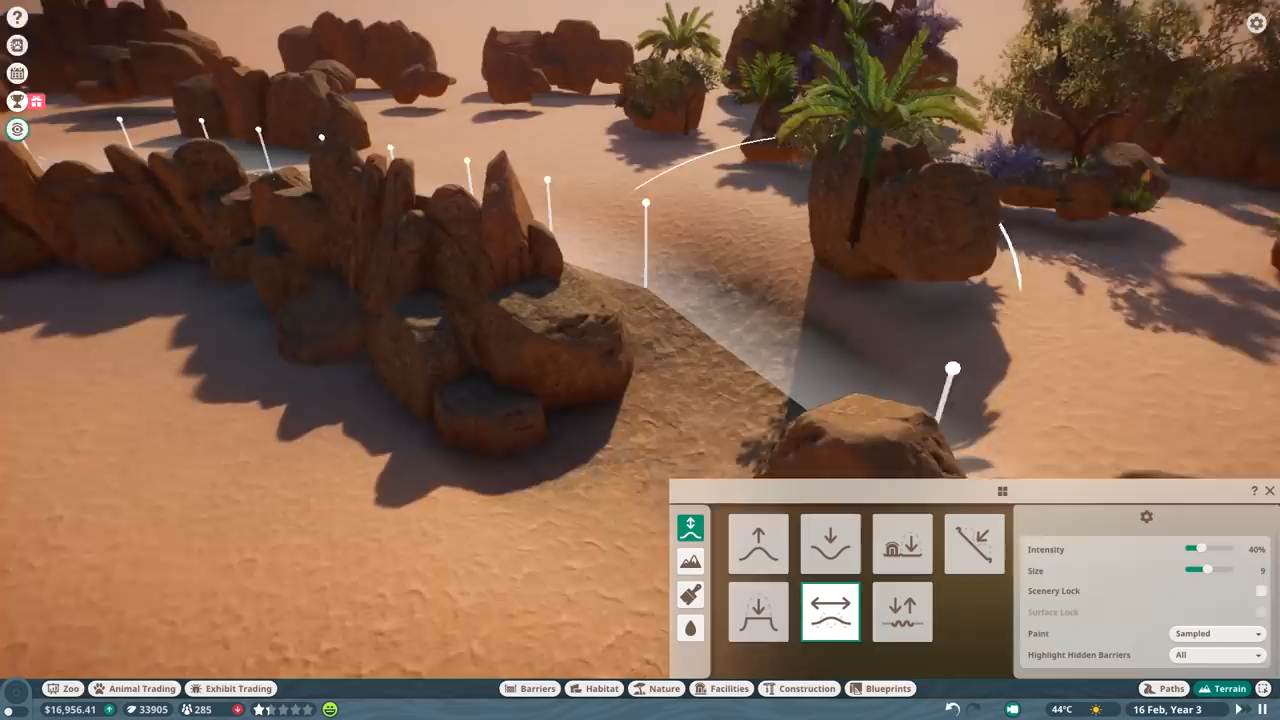 ?
? ×
Intensity 40%
Size 9
Scenery Lock
Surface Lock
Paint Sampled
Highlight Hidden Barriers All
Zoo Animal Trading Exhibit Trading Barriers Habitat Nature Facilities Construction Blueprints Paths Terrain
$16,956.41 33905 285 44°C 16 Feb, Year 3